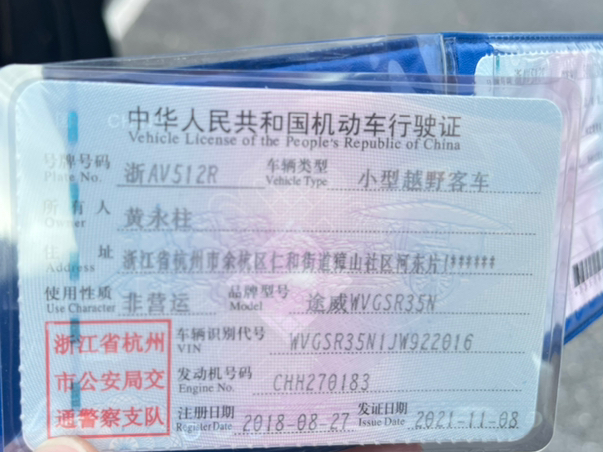 中华人民共和国机动车行驶证
Vehicle License of the People's Republic of China
号牌号码 浙AV512R 车辆类型 小型越野客车
Plate No. Vehicle Type
所有人 黄永柱
Owner
住址 浙江省杭州市余杭区仁和街道獐山社区河东片1******
Address
使用性质 非营运 品牌型号 途威WVGSR35N
Use Character Model
浙江省杭州
市公安局交
通警察支队
车辆识别代号 WVGSR35N1JW922016
VIN
发动机号码 CHH270183
Engine No.
注册日期 2018-08-27 发证日期 2021-11-08
Register Date Issue Date